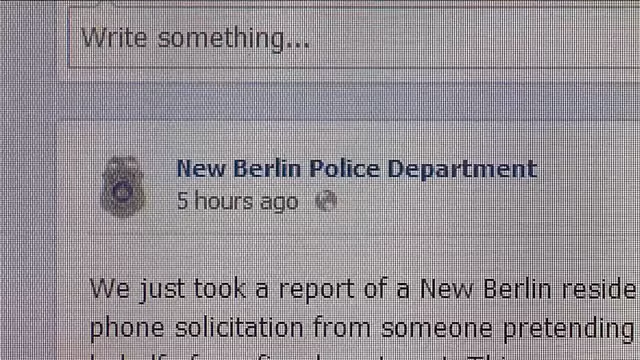 Write something...
New Berlin Police Department
5 hours ago
We just took a report of a New Berlin reside
phone solicitation from someone pretending